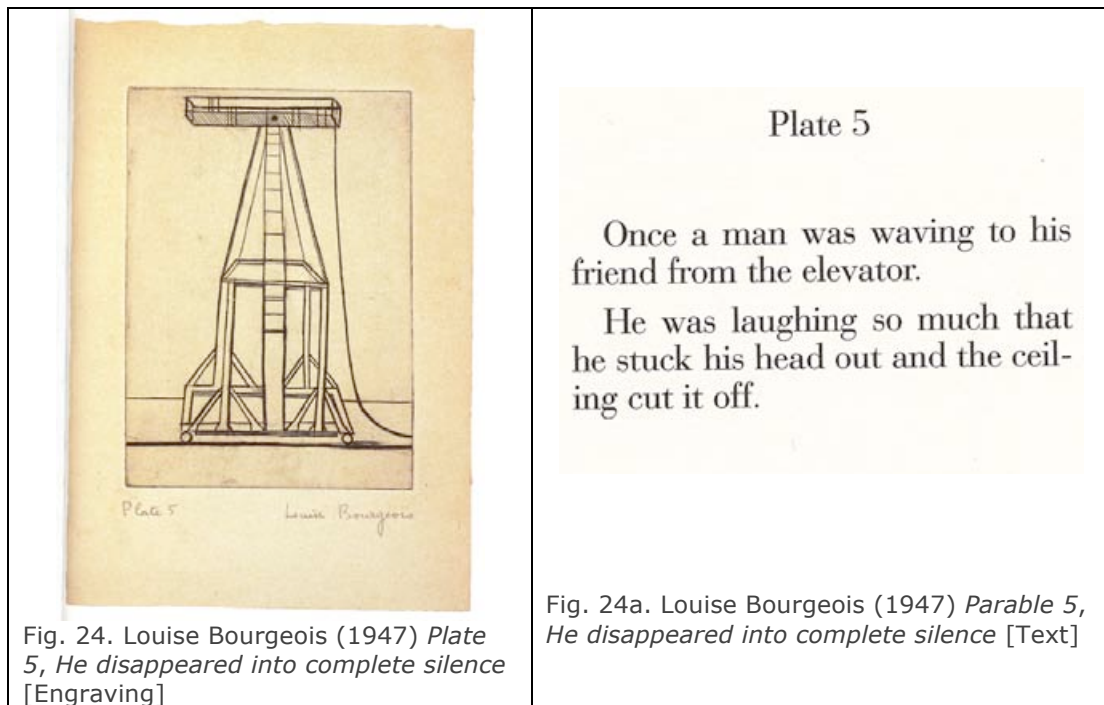 Plate 5
Louise Bourgeois
Fig. 24. Louise Bourgeois (1947) Plate
5, He disappeared into complete silence
[Engraving]
Plate 5
Once a man was waving to his
friend from the elevator.
He was laughing so much that
he stuck his head out and the ceil-
ing cut it off.
Fig. 24a. Louise Bourgeois (1947) Parable 5,
He disappeared into complete silence [Text]